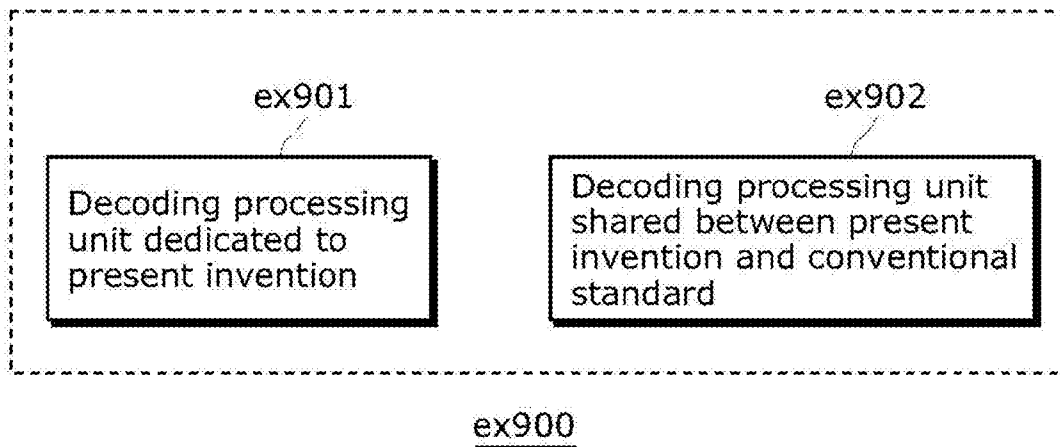 ex901
ex902
Decoding processing
unit dedicated to
present invention
Decoding processing unit
shared between present
invention and conventional
standard
ex900